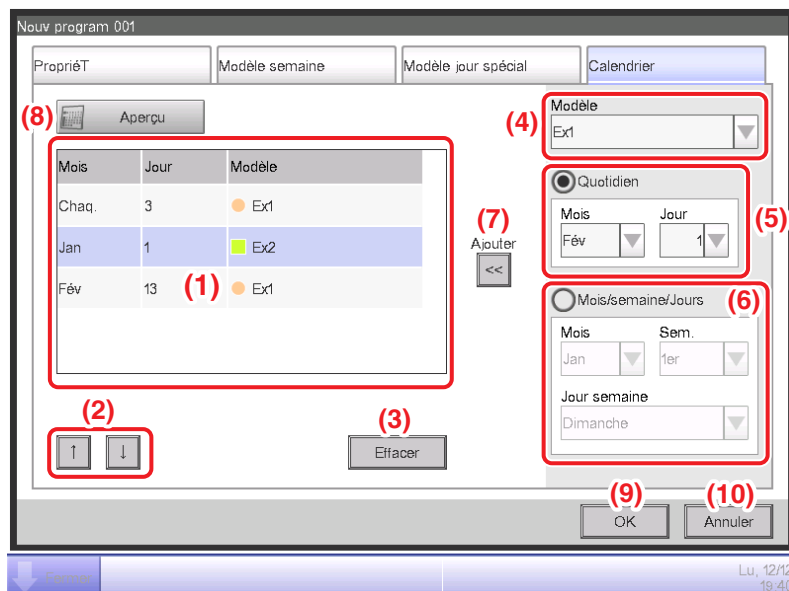 Nouv program 001
PropriéT
Modèle semaine
Modèle jour spécial
Calendrier
(8)
Aperçu
(4)
Modèle
Ex1
Mois Jour Modèle
Chaq. 3 Ex1
Jan 1 Ex2
Fév 13 Ex1
(1)
(7)
Ajouter
<<
Quotidien
(5)
Mois Jour
Fév 1
Mois/semaine/Jours
(6)
Mois Sem.
Jan 1er
Jour semaine
Dimanche
(2)
↑ ↓
(3)
Effacer
(9)
OK
(10)
Annuler
Fermer
Lu, 12/12
19:40